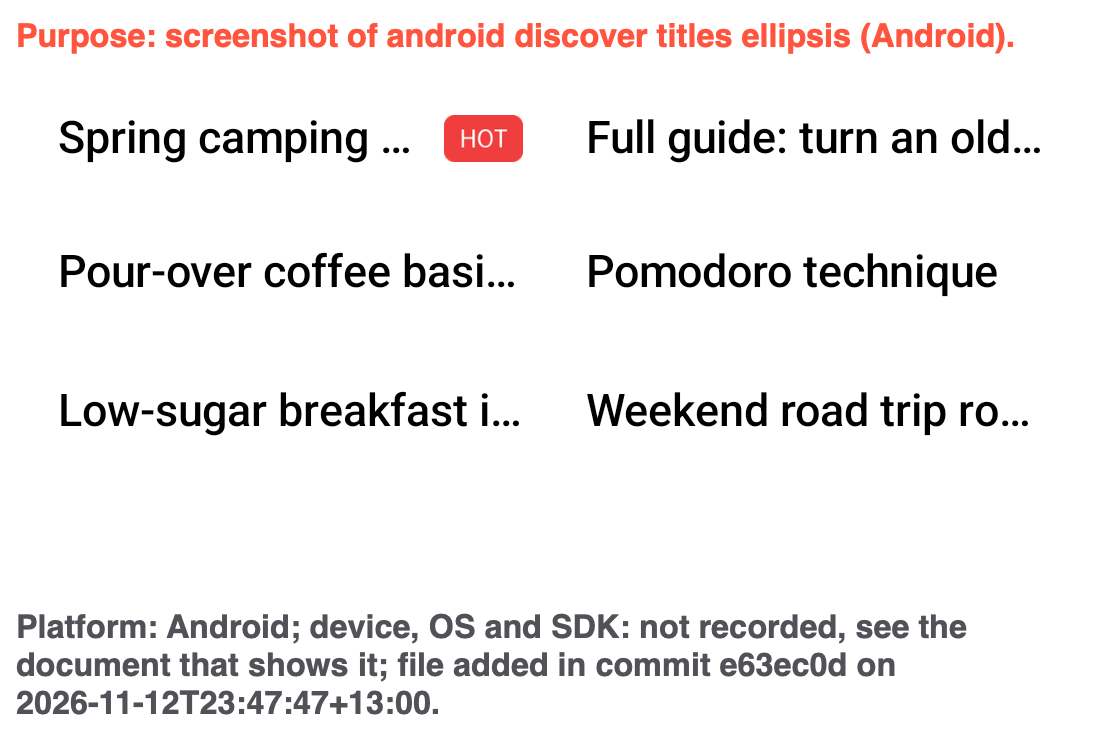 Purpose: screenshot of android discover titles ellipsis (Android).
Spring camping ... HOT Full guide: turn an old...
Pour-over coffee basi... Pomodoro technique
Low-sugar breakfast i... Weekend road trip ro...
Platform: Android; device, OS and SDK: not recorded, see the
document that shows it; file added in commit e63ec0d on
2026-11-12T23:47:47+13:00.